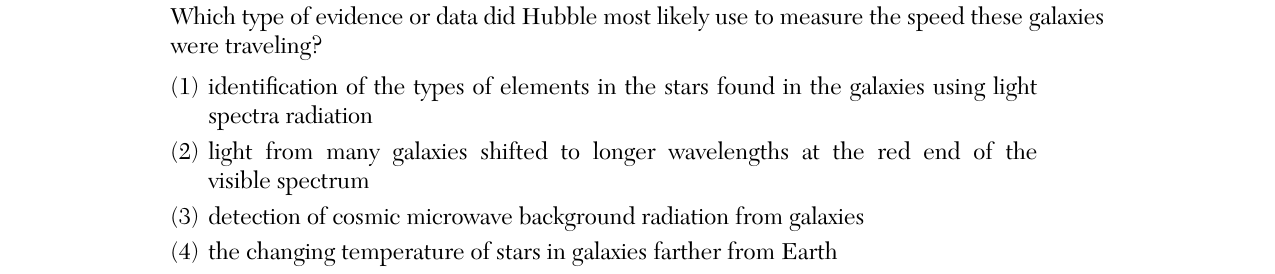 Which type of evidence or data did Hubble most likely use to measure the speed these galaxies
were traveling?
(1) identification of the types of elements in the stars found in the galaxies using light
spectra radiation
(2) light from many galaxies shifted to longer wavelengths at the red end of the
visible spectrum
(3) detection of cosmic microwave background radiation from galaxies
(4) the changing temperature of stars in galaxies farther from Earth